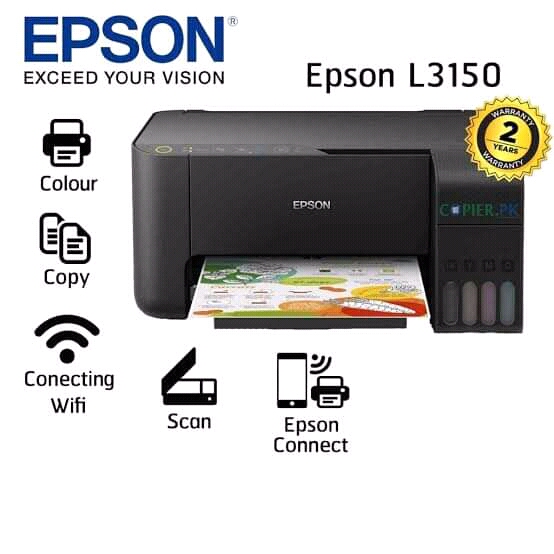 EPSON®
EXCEED YOUR VISION
Epson L3150
WARRANTY
2
YEARS
WARRANTY
Colour
EPSON
COPIER.PK
Copy
Conecting
Wifi
Scan
Epson
Connect